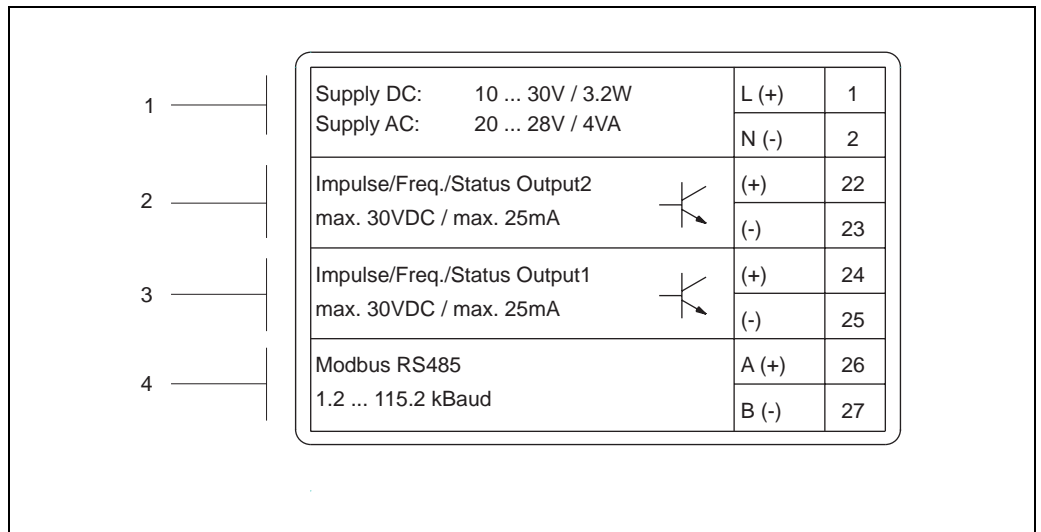 1
Supply DC: 10 ... 30V / 3.2W
L (+) 1
Supply AC: 20 ... 28V / 4VA
N (-) 2
2
Impulse/Freq./Status Output2
(+) 22
max. 30VDC / max. 25mA
(-) 23
3
Impulse/Freq./Status Output1
(+) 24
max. 30VDC / max. 25mA
(-) 25
4
Modbus RS485
A (+) 26
1.2 ... 115.2 kBaud
B (-) 27